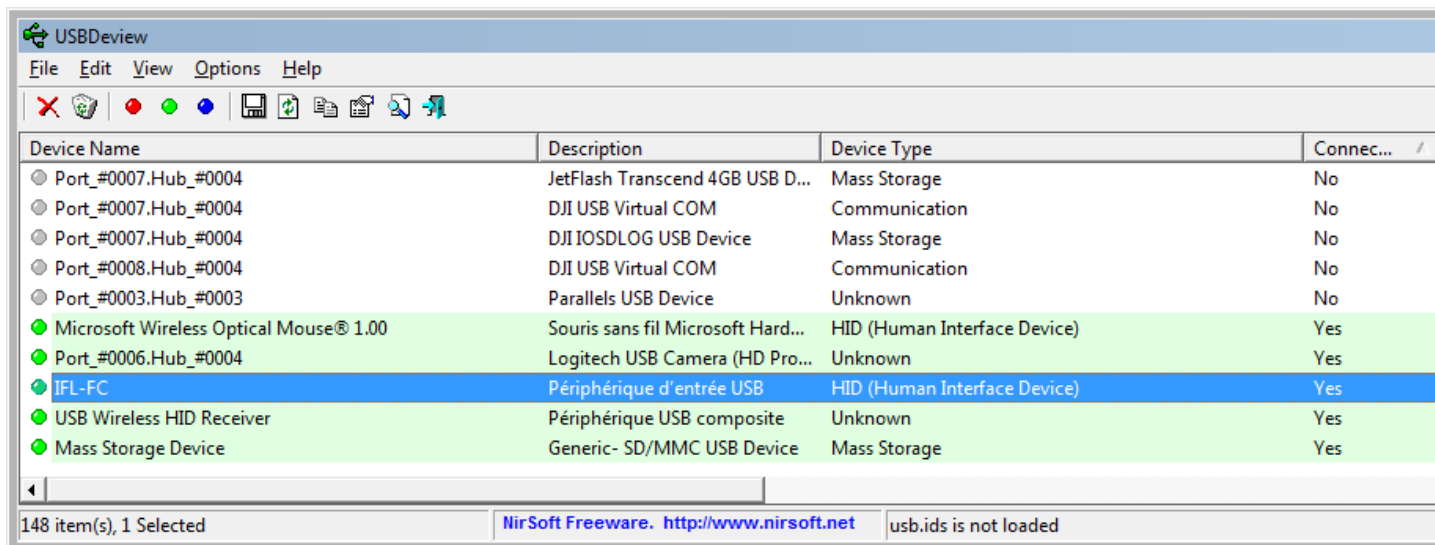 USBDeview
File Edit View Options Help
Device Name Description Device Type Connec...
Port_#0007.Hub_#0004 JetFlash Transcend 4GB USB D... Mass Storage No
Port_#0007.Hub_#0004 DJI USB Virtual COM Communication No
Port_#0007.Hub_#0004 DJI IOSDLOG USB Device Mass Storage No
Port_#0008.Hub_#0004 DJI USB Virtual COM Communication No
Port_#0003.Hub_#0003 Parallels USB Device Unknown No
Microsoft Wireless Optical Mouse® 1.00 Souris sans fil Microsoft Hard... HID (Human Interface Device) Yes
Port_#0006.Hub_#0004 Logitech USB Camera (HD Pro... Unknown Yes
IFL-FC Périphérique d'entrée USB HID (Human Interface Device) Yes
USB Wireless HID Receiver Périphérique USB composite Unknown Yes
Mass Storage Device Generic- SD/MMC USB Device Mass Storage Yes
148 item(s), 1 Selected NirSoft Freeware. http://www.nirsoft.net usb.ids is not loaded